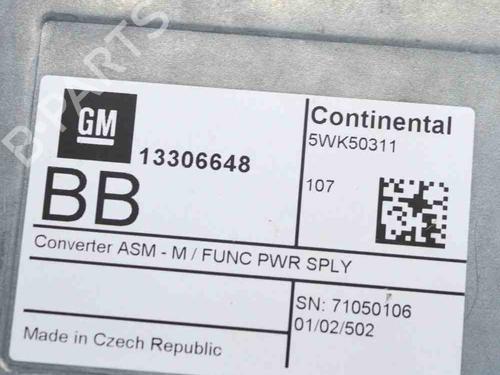 B-PARTS
GM
13306648
BB
Continental
5WK50311
107
Converter ASM - M / FUNC PWR SPLY
SN: 71050106
01/02/502
Made in Czech Republic